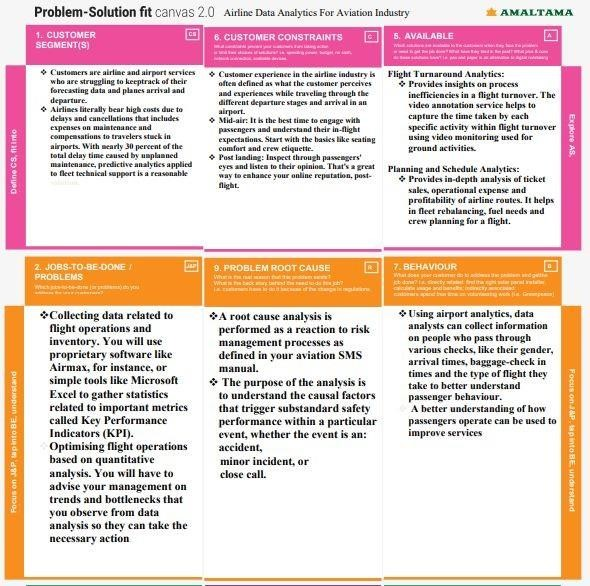 Problem-Solution fit canvas 2.0 Airline Data Analytics For Aviation Industry
AMALTAMA
1. CUSTOMER
SEGMENT(S)
CS
❖ Customers are airline and airport services
who are struggling to keeptrack of their
forecasting data and planes arrival and
departure.
❖ Airlines literally bear high costs due to
delays and cancellations that includes
expenses on maintenance and
compensations to travelers stuck in
airports. With nearly 30 percent of the
total delay time caused by unplanned
maintenance, predictive analytics applied
to fleet technical support is a reasonable
6. CUSTOMER CONSTRAINTS
C
What constraints prevent your customers from taking action
or limit their choices of solutions? i.e. spending power, budget, no cash,
network connection, available devices.
❖ Customer experience in the airline industry is
often defined as what the customer perceives
and experiences while traveling through the
different departure stages and arrival in an
airport.
❖ Mid-air: It is the best time to engage with
passengers and understand their in-flight
expectations. Start with the basics like seating
comfort and crew etiquette.
❖ Post landing: Inspect through passengers'
eyes and listen to their opinion. That's a great
way to enhance your online reputation, post-
flight.
5. AVAILABLE
A
Which solutions are available to the customers when they face the problem
or need to get the job done? What have they tried in the past? What pros & cons
do these solutions have? i.e. pen and paper is an alternative to digital notetaking
Flight Turnaround Analytics:
❖ Provides insights on process
inefficiencies in a flight turnover. The
video annotation service helps to
capture the time taken by each
specific activity within flight turnover
using video monitoring used for
ground activities.
Planning and Schedule Analytics:
❖ Provides in-depth analysis of ticket
sales, operational expense and
profitability of airline routes. It helps
in fleet rebalancing, fuel needs and
crew planning for a flight.
Define CS, fit into
Explore AS,
2. JOBS-TO-BE-DONE /
PROBLEMS
J&P
Which jobs-to-be-done (or problems) do you
address for your customers?
❖Collecting data related to
flight operations and
inventory. You will use
proprietary software like
Airmax, for instance, or
simple tools like Microsoft
Excel to gather statistics
related to important metrics
called Key Performance
Indicators (KPI).
Optimising flight operations
based on quantitative
analysis. You will have to
advise your management on
trends and bottlenecks that
you observe from data
analysis so they can take the
necessary action
9. PROBLEM ROOT CAUSE
R
What is the real reason that this problem exists?
What is the back story behind the need to do this job?
i.e. customers have to do it because of the change in regulations.
❖A root cause analysis is
performed as a reaction to risk
management processes as
defined in your aviation SMS
manual.
❖ The purpose of the analysis is
to understand the causal factors
that trigger substandard safety
performance within a particular
event, whether the event is an:
accident,
minor incident, or
close call.
7. BEHAVIOUR
B
What does your customer do to address the problem and get the
job done? i.e. directly related: find the right solar panel installer,
calculate usage and benefits; indirectly associated:
customers spend free time on volunteering work (i.e. Greenpeace)
❖ Using airport analytics, data
analysts can collect information
on people who pass through
various checks, like their gender,
arrival times, baggage-check in
times and the type of flight they
take to better understand
passenger behaviour.
A better understanding of how
passengers operate can be used to
improve services
Focus on J&P, tap into BE, understand
Focus on J&P, tap into BE, understand